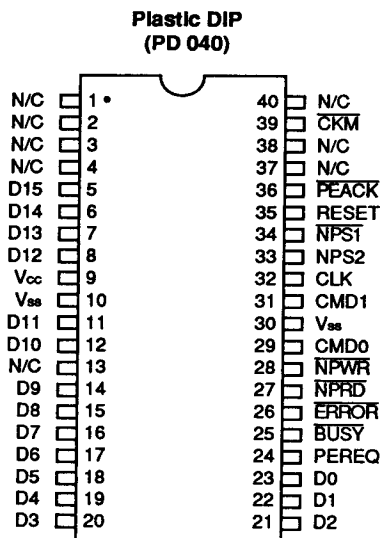 Plastic DIP
(PD 040)
N/C 1 40 N/C
N/C 2 39 CKM
N/C 3 38 N/C
N/C 4 37 N/C
D15 5 36 PEACK
D14 6 35 RESET
D13 7 34 NPS1
D12 8 33 NPS2
Vcc 9 32 CLK
Vss 10 31 CMD1
D11 11 30 Vss
D10 12 29 CMD0
N/C 13 28 NPWR
D9 14 27 NPRD
D8 15 26 ERROR
D7 16 25 BUSY
D6 17 24 PEREQ
D5 18 23 D0
D4 19 22 D1
D3 20 21 D2